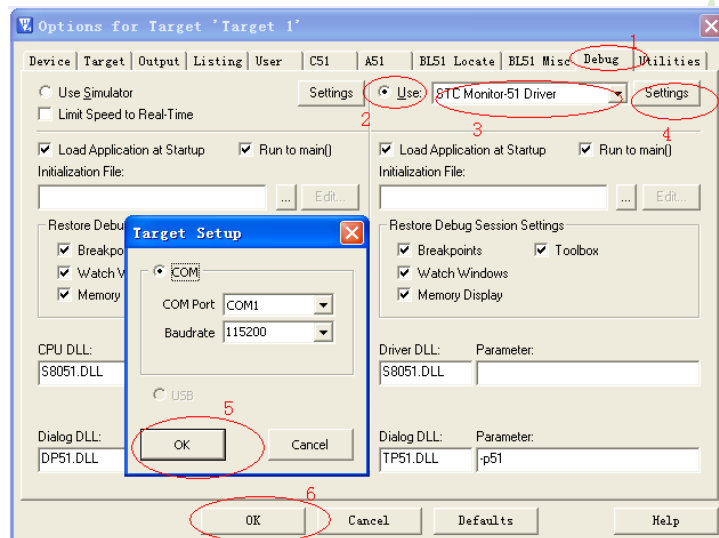 Options for Target 'Target 1'
1
Device Target Output Listing User C51 A51 BL51 Locate BL51 Misc Debug Utilities
Use Simulator Settings Use: STC Monitor-51 Driver Settings
Limit Speed to Real-Time
2 3 4
Load Application at Startup Run to main() Load Application at Startup Run to main()
Initialization File: Initialization File:
... Edit... ... Edit...
Restore Debu Restore Debug Session Settings
Breakpo Breakpoints Toolbox
Watch W Watch Windows
Memory Memory Display
Target Setup
COM
COM Port COM1
Baudrate 115200
USB
5
OK Cancel
CPU DLL: Driver DLL: Parameter:
S8051.DLL S8051.DLL
Dialog DLL: Dialog DLL: Parameter:
DP51.DLL TP51.DLL -p51
6
OK Cancel Defaults Help